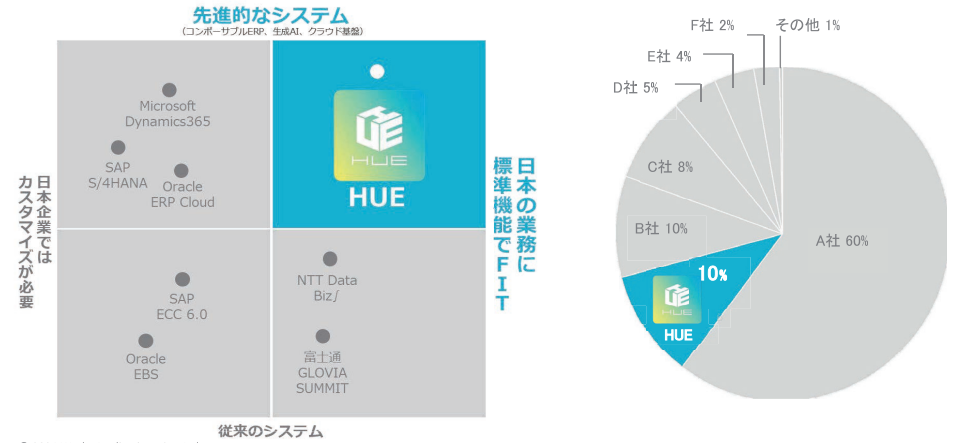 先進的なシステム
（コンポーサブルERP、生成AI、クラウド基盤）
日本企業では
カスタマイズが必要
Microsoft
Dynamics365
SAP
S/4HANA
Oracle
ERP Cloud
HUE
HUE
日本の業務に
標準機能でFIT
SAP
ECC 6.0
Oracle
EBS
NTT Data
Biz∫
富士通
GLOVIA
SUMMIT
従来のシステム
F社 2%
その他 1%
E社 4%
D社 5%
C社 8%
B社 10%
A社 60%
10%
HUE
HUE